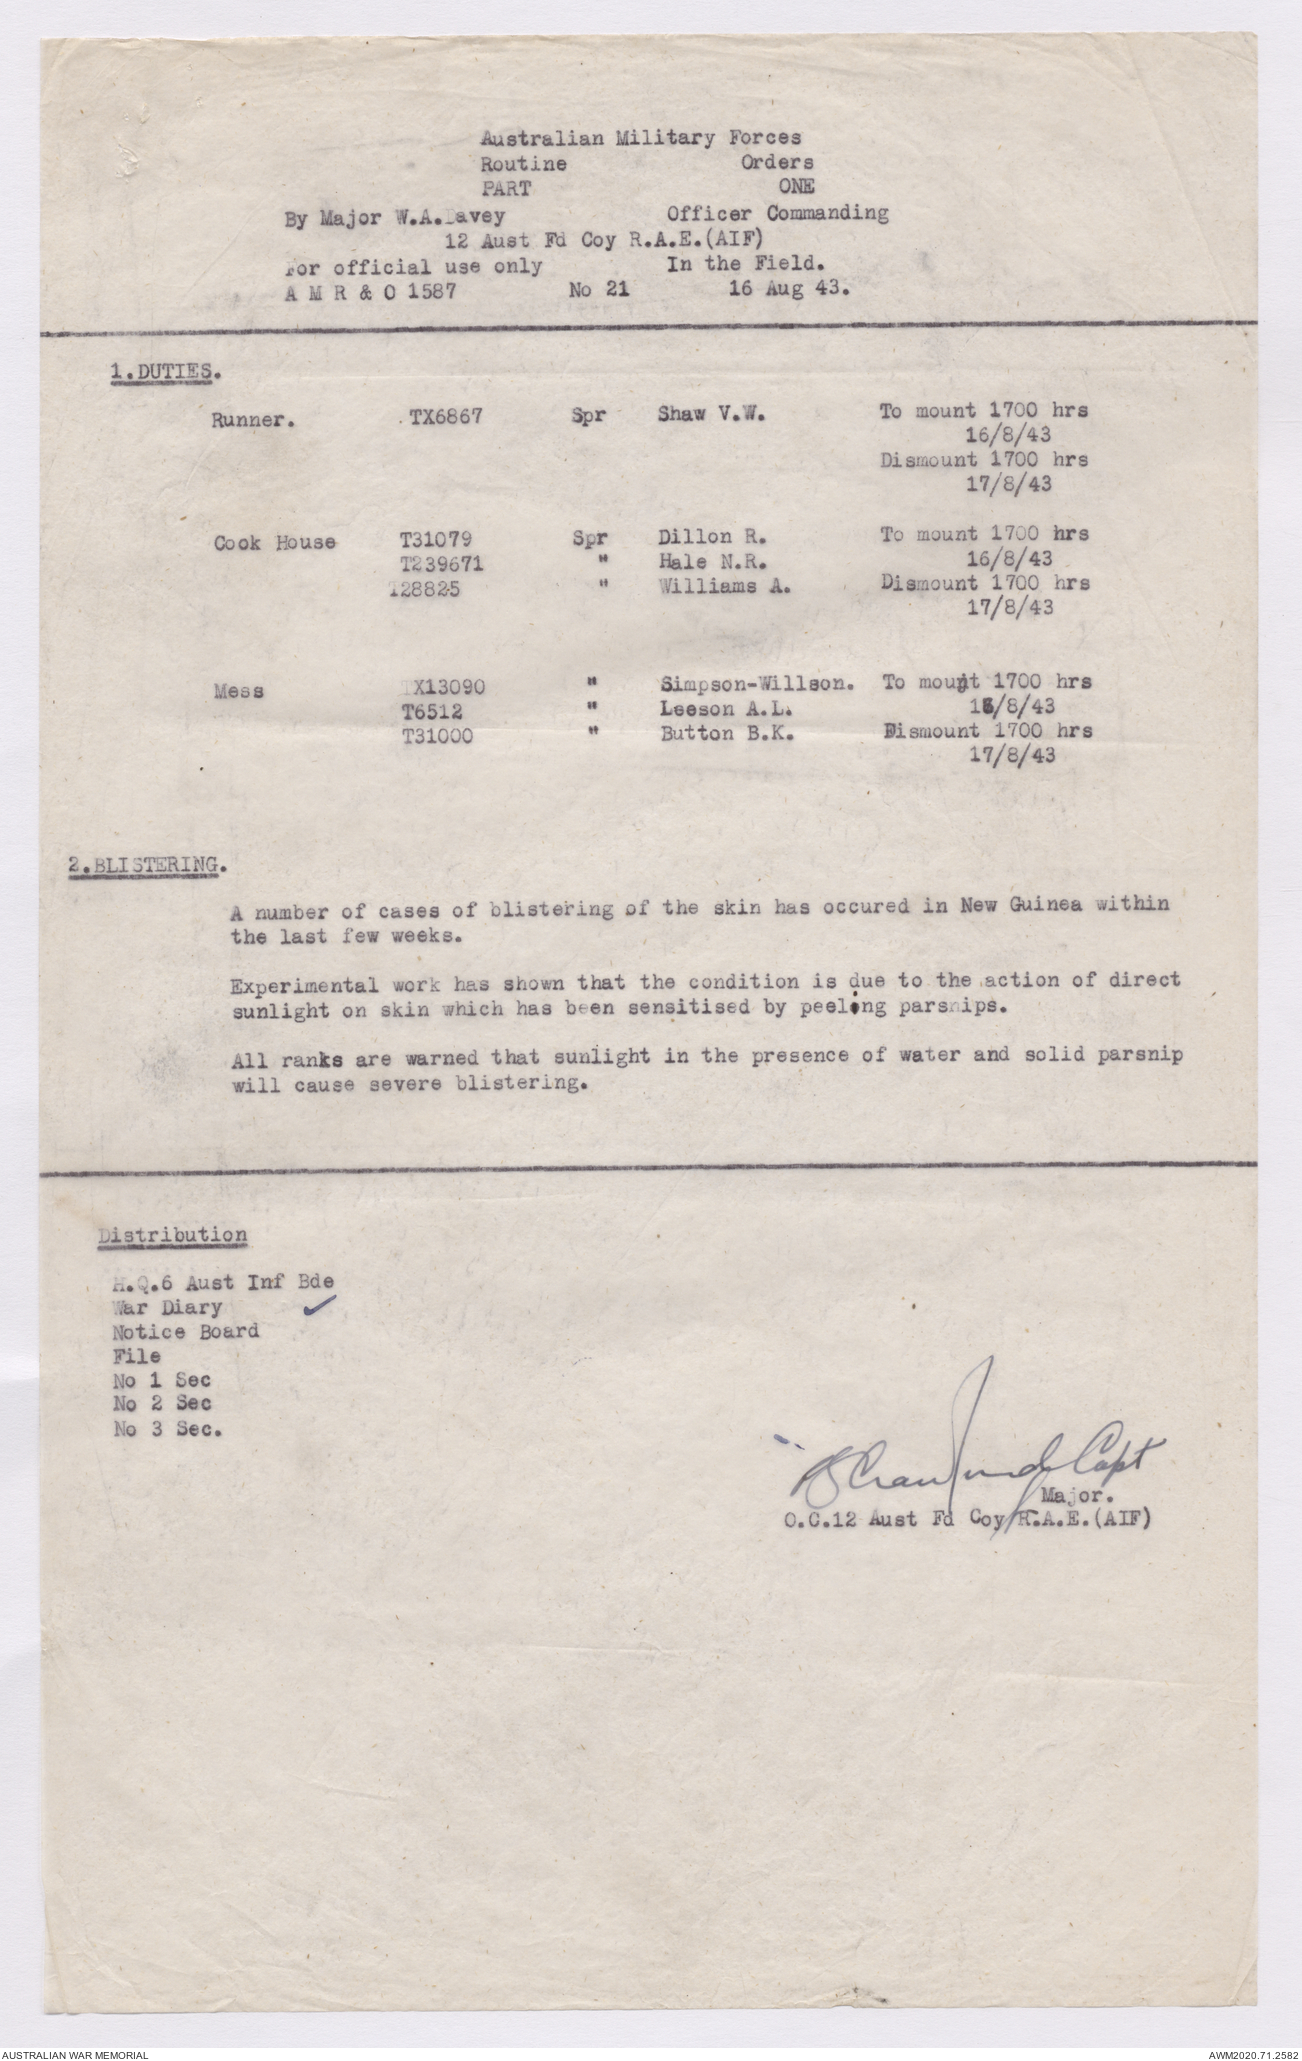 Australian Military Forces
Routine Orders
PART ONE
By Major W.A.Davey Officer Commanding
12 Aust Fd Coy R.A.E.(AIF)
For official use only In the Field.
A M R & O 1587 No 21 16 Aug 43.
1.DUTIES.
Runner. TX6867 Spr Shaw V.W. To mount 1700 hrs
16/8/43
Dismount 1700 hrs
17/8/43
Cook House T31079 Spr Dillon R. To mount 1700 hrs
T239671 " Hale N.R. 16/8/43
T28825 " Williams A. Dismount 1700 hrs
17/8/43
Mess TX13090 " Simpson-Willson. To mount 1700 hrs
T6512 " Leeson A.L. 16/8/43
T31000 " Button B.K. Dismount 1700 hrs
17/8/43
2.BLISTERING.
A number of cases of blistering of the skin has occured in New Guinea within
the last few weeks.
Experimental work has shown that the condition is due to the action of direct
sunlight on skin which has been sensitised by peeling parsnips.
All ranks are warned that sunlight in the presence of water and solid parsnip
will cause severe blistering.
Distribution
H.Q.6 Aust Inf Bde
War Diary ✓
Notice Board
File
No 1 Sec
No 2 Sec
No 3 Sec.
Crawford Capt
Major.
O.C.12 Aust Fd Coy R.A.E.(AIF)
AUSTRALIAN WAR MEMORIAL AWM2020.71.2582